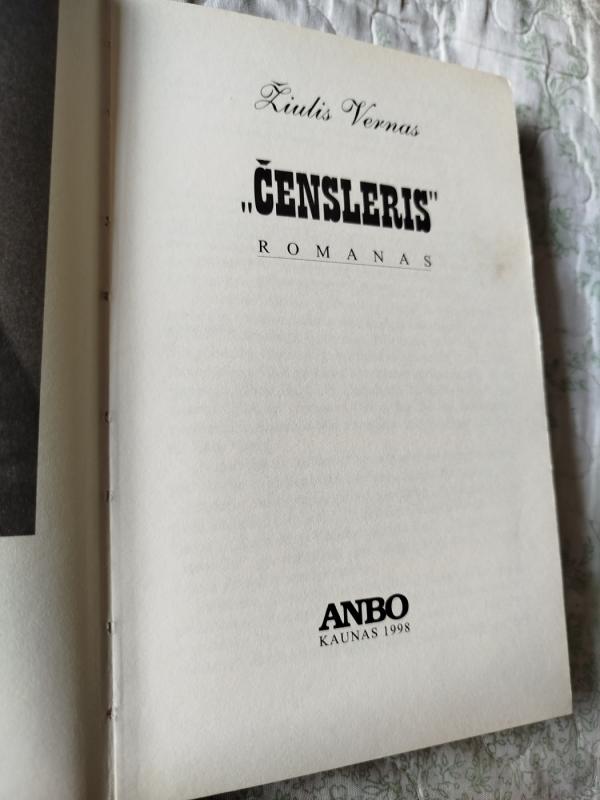 Žiulis Vernas
„ČENSLERIS"
ROMANAS
ANBO
KAUNAS 1998